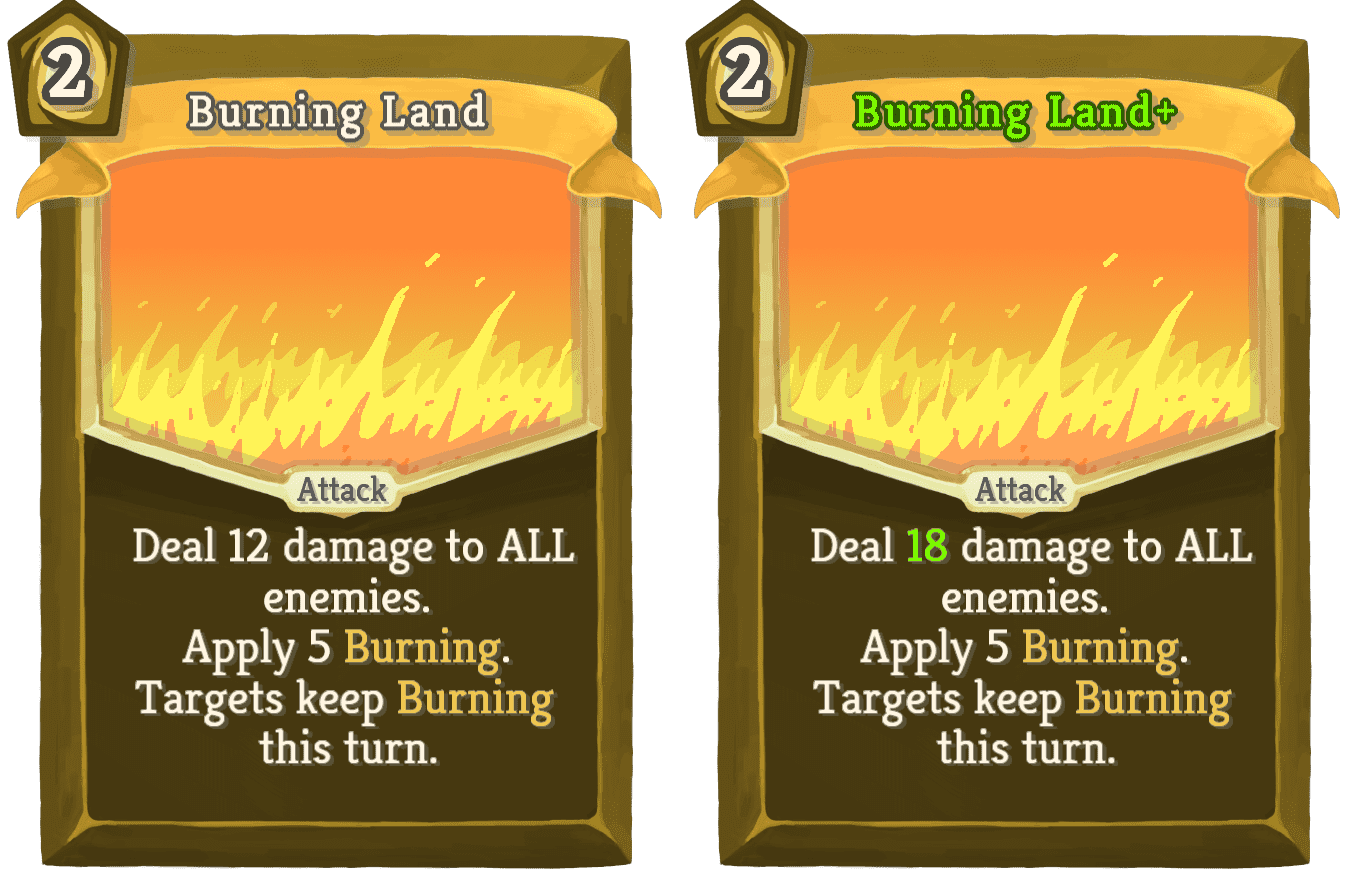 2
Burning Land
Attack
Deal 12 damage to ALL
enemies.
Apply 5 Burning.
Targets keep Burning
this turn.
2
Burning Land+
Attack
Deal 18 damage to ALL
enemies.
Apply 5 Burning.
Targets keep Burning
this turn.